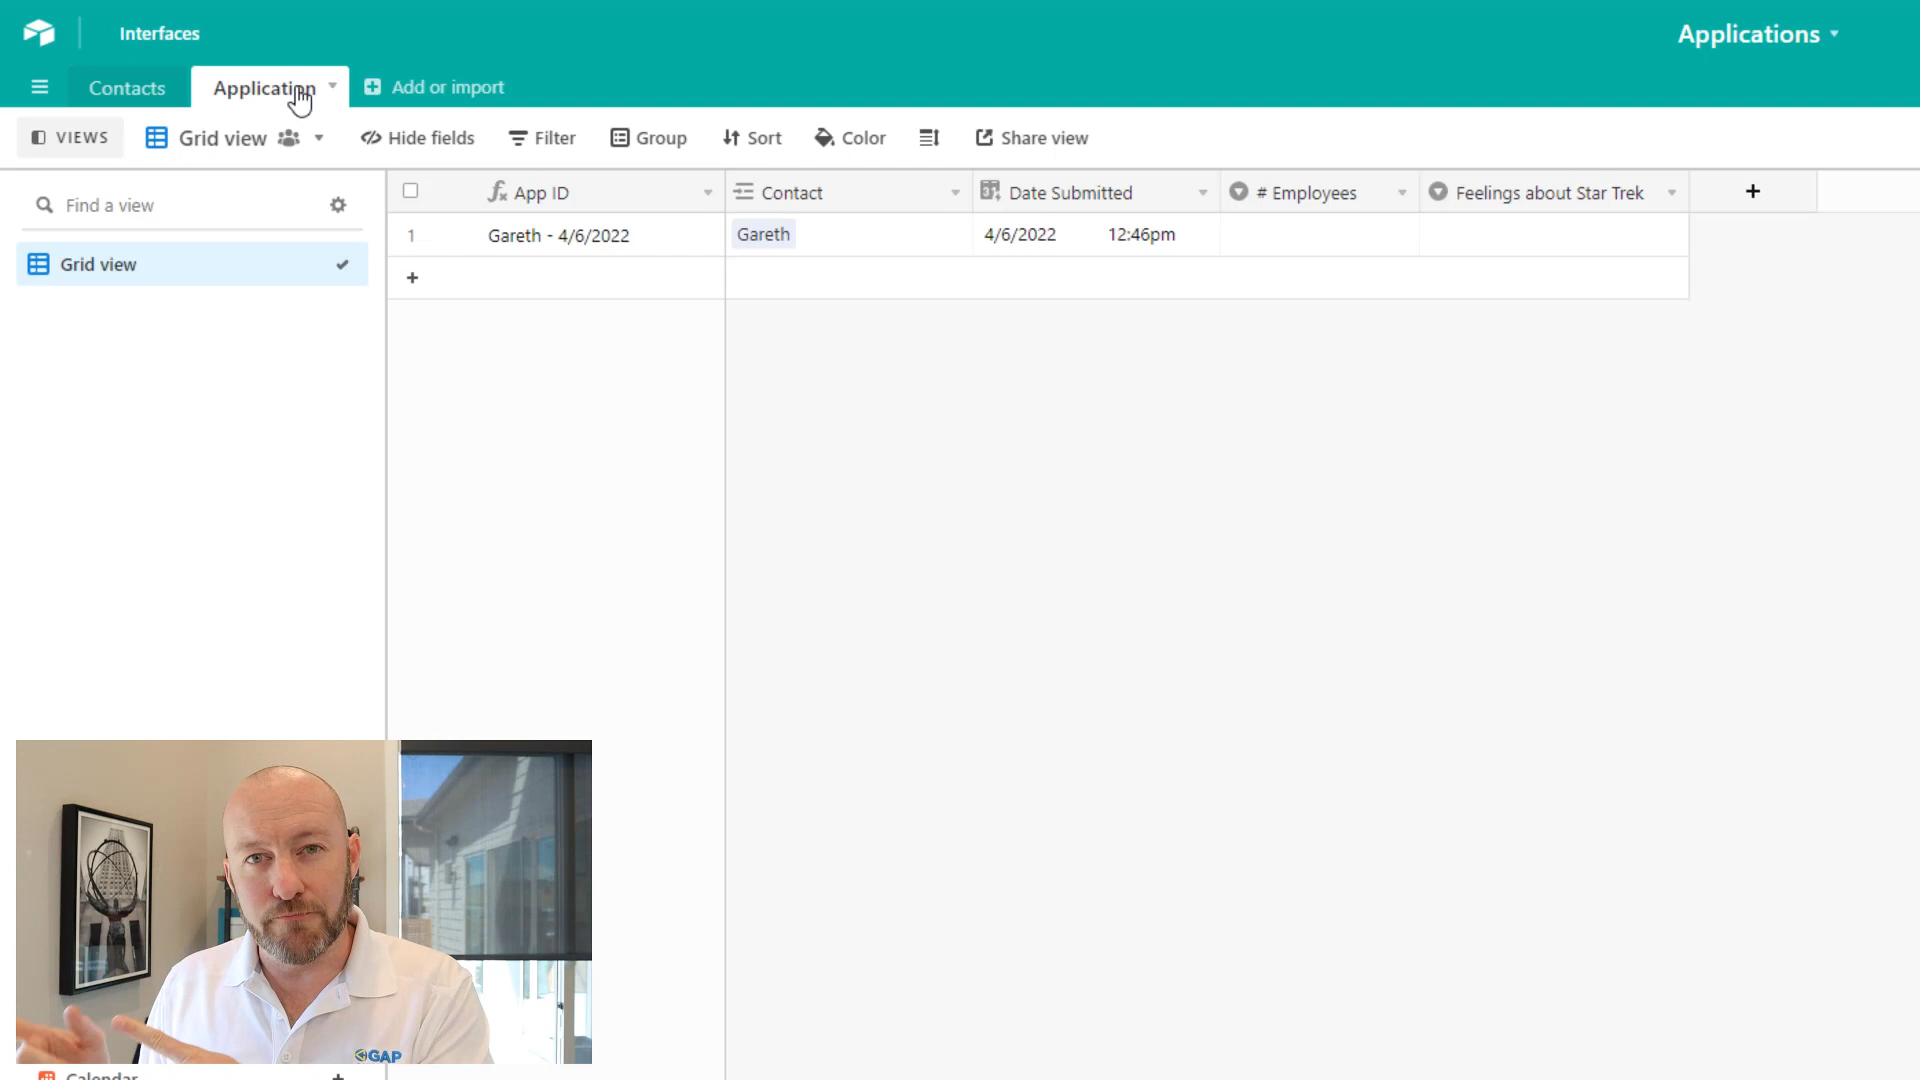 Interfaces
Applications
Contacts
Application
Add or import
VIEWS
Grid view
Hide fields
Filter
Group
Sort
Color
Share view
Find a view
Grid view
App ID
Contact
Date Submitted
# Employees
Feelings about Star Trek
1
Gareth - 4/6/2022
Gareth
4/6/2022 12:46pm
GAP
Calendar